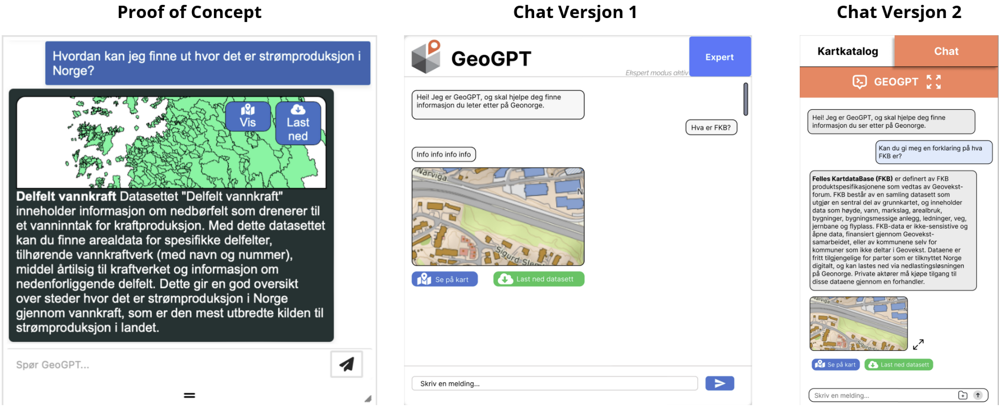 Proof of Concept
Hvordan kan jeg finne ut hvor det er strømproduksjon i
Norge?
Vis
Last
ned
Delfelt vannkraft Datasettet "Delfelt vannkraft"
inneholder informasjon om nedbørfelt som drenerer til
et vanninntak for kraftproduksjon. Med dette datasettet
kan du finne arealdata for spesifikke delfelter,
tilhørende vannkraftverk (med navn og nummer),
middel årtilsig til kraftverket og informasjon om
nedenforliggende delfelt. Dette gir en god oversikt
over steder hvor det er strømproduksjon i Norge
gjennom vannkraft, som er den mest utbredte kilden til
strømproduksjon i landet.
Spør GeoGPT...
Chat Versjon 1
GeoGPT
Ekspert modus aktiv
Expert
Hei! Jeg er GeoGPT, og skal hjelpe deg finne
informasjon du leter etter på Geonorge.
Hva er FKB?
Info info info info
Narviga
N
Sigurd Slem
Se på kart
Last ned datasett
Skriv en melding...
Chat Versjon 2
Kartkatalog
Chat
GEOGPT
Hei! Jeg er GeoGPT, og skal hjelpe deg finne
informasjon du ser etter på Geonorge.
Kan du gi meg en forklaring på hva
FKB er?
Felles KartdataBase (FKB) er definert av FKB
produktspesifikasjonene som vedtas av Geovekst-
forum. FKB består av en samling datasett som
utgjør en sentral del av grunnkartet, og inneholder
data som høyde, vann, markslag, arealbruk,
bygninger, bygningsmessige anlegg, ledninger, veg,
jernbane og flyplass. FKB-data er ikke-sensistive og
åpne data, finansiert gjennom Geovekst-
samarbeidet, eller av kommunene selv for
kommuner som ikke deltar i Geovekst. Dataene er
fritt tilgjengelige for parter som er tilknyttet Norge
digitalt, og kan lastes ned via nedlastingsløsningen
på Geonorge. Private aktører må kjøpe tilgang til
disse dataene gjennom en forhandler.
Narviga
N
Se på kart
Last ned datasett
Skriv en melding...